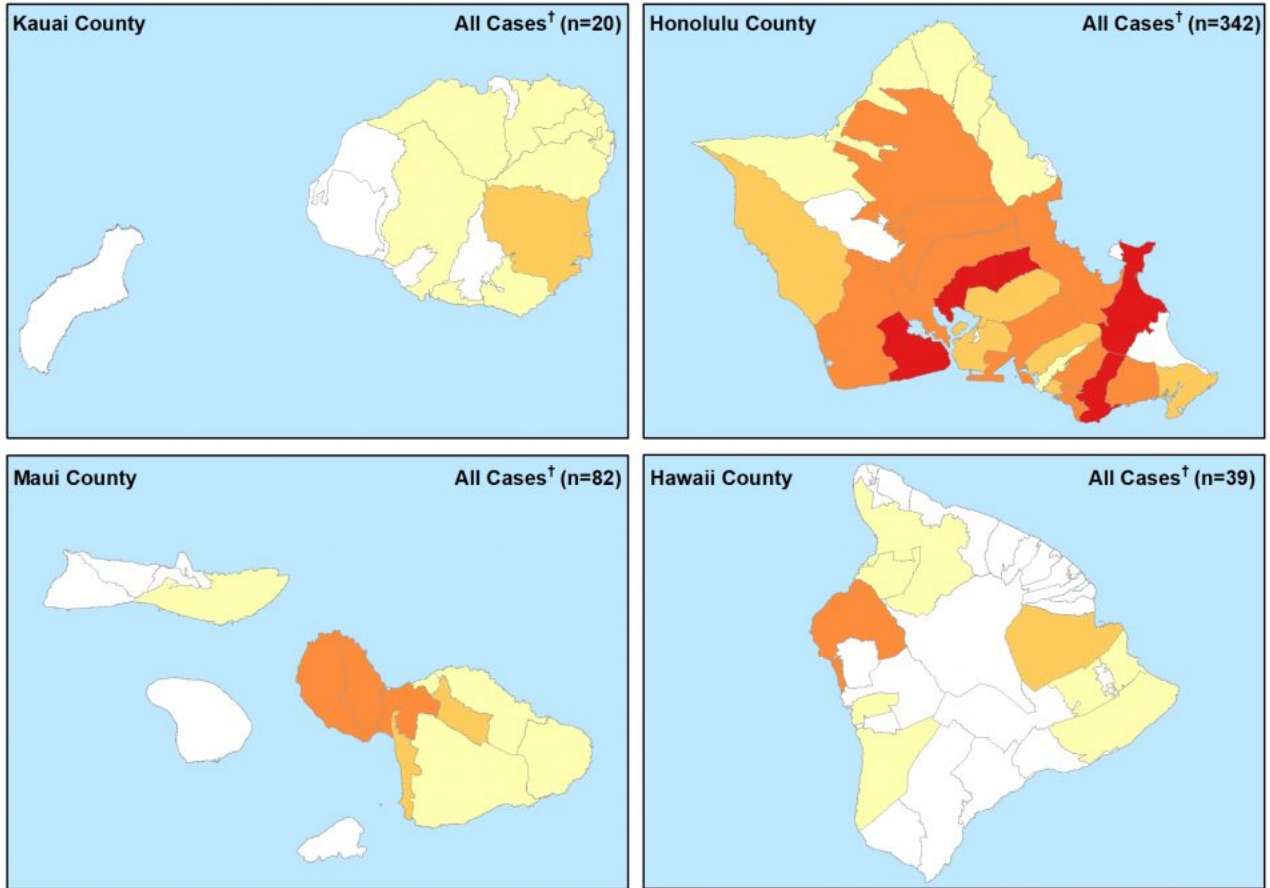 Kauai County
All Cases† (n=20)
Honolulu County
All Cases† (n=342)
Maui County
All Cases† (n=82)
Hawaii County
All Cases† (n=39)